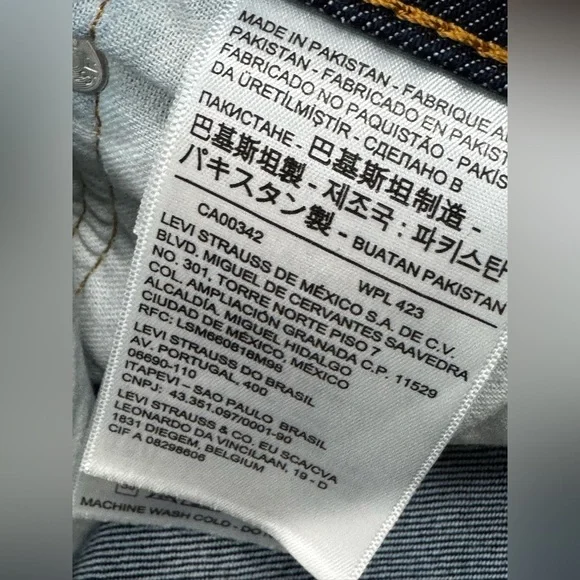 MADE IN PAKISTAN - FABRIQUE
PAKISTAN - FABRICADO EN
FABRICADO NO PAQUISTÃO -
DA ÜRETİLMİŞTİR - СДЕЛАНО В
ПАКИСТАНЕ - 巴基斯坦制造 -
巴基斯坦製 - 제조국 : 파키스탄
パキスタン製 - BUATAN PAKISTAN
CA00342 WPL 423
LEVI STRAUSS DE MÉXICO S.A. DE C.V.
BLVD. MIGUEL DE CERVANTES SAAVEDRA
NO. 301, TORRE NORTE PISO 7
COL. AMPLIACIÓN GRANADA C.P. 11529
ALCALDÍA, MIGUEL HIDALGO
CIUDAD DE MÉXICO, MÉXICO
RFC: LSM660818M98
LEVI STRAUSS DO BRASIL
AV. PORTUGAL, 400
08690-110
ITAPEVI – SAO PAULO  BRASIL
CNPJ: 43.351.097/0001-90
LEVI STRAUSS & CO. EU SCA/CVA
LEONARDO DA VINCILAAN, 19 - D
1831 DIEGEM, BELGIUM
CIF A 08298606
MACHINE WASH COLD -